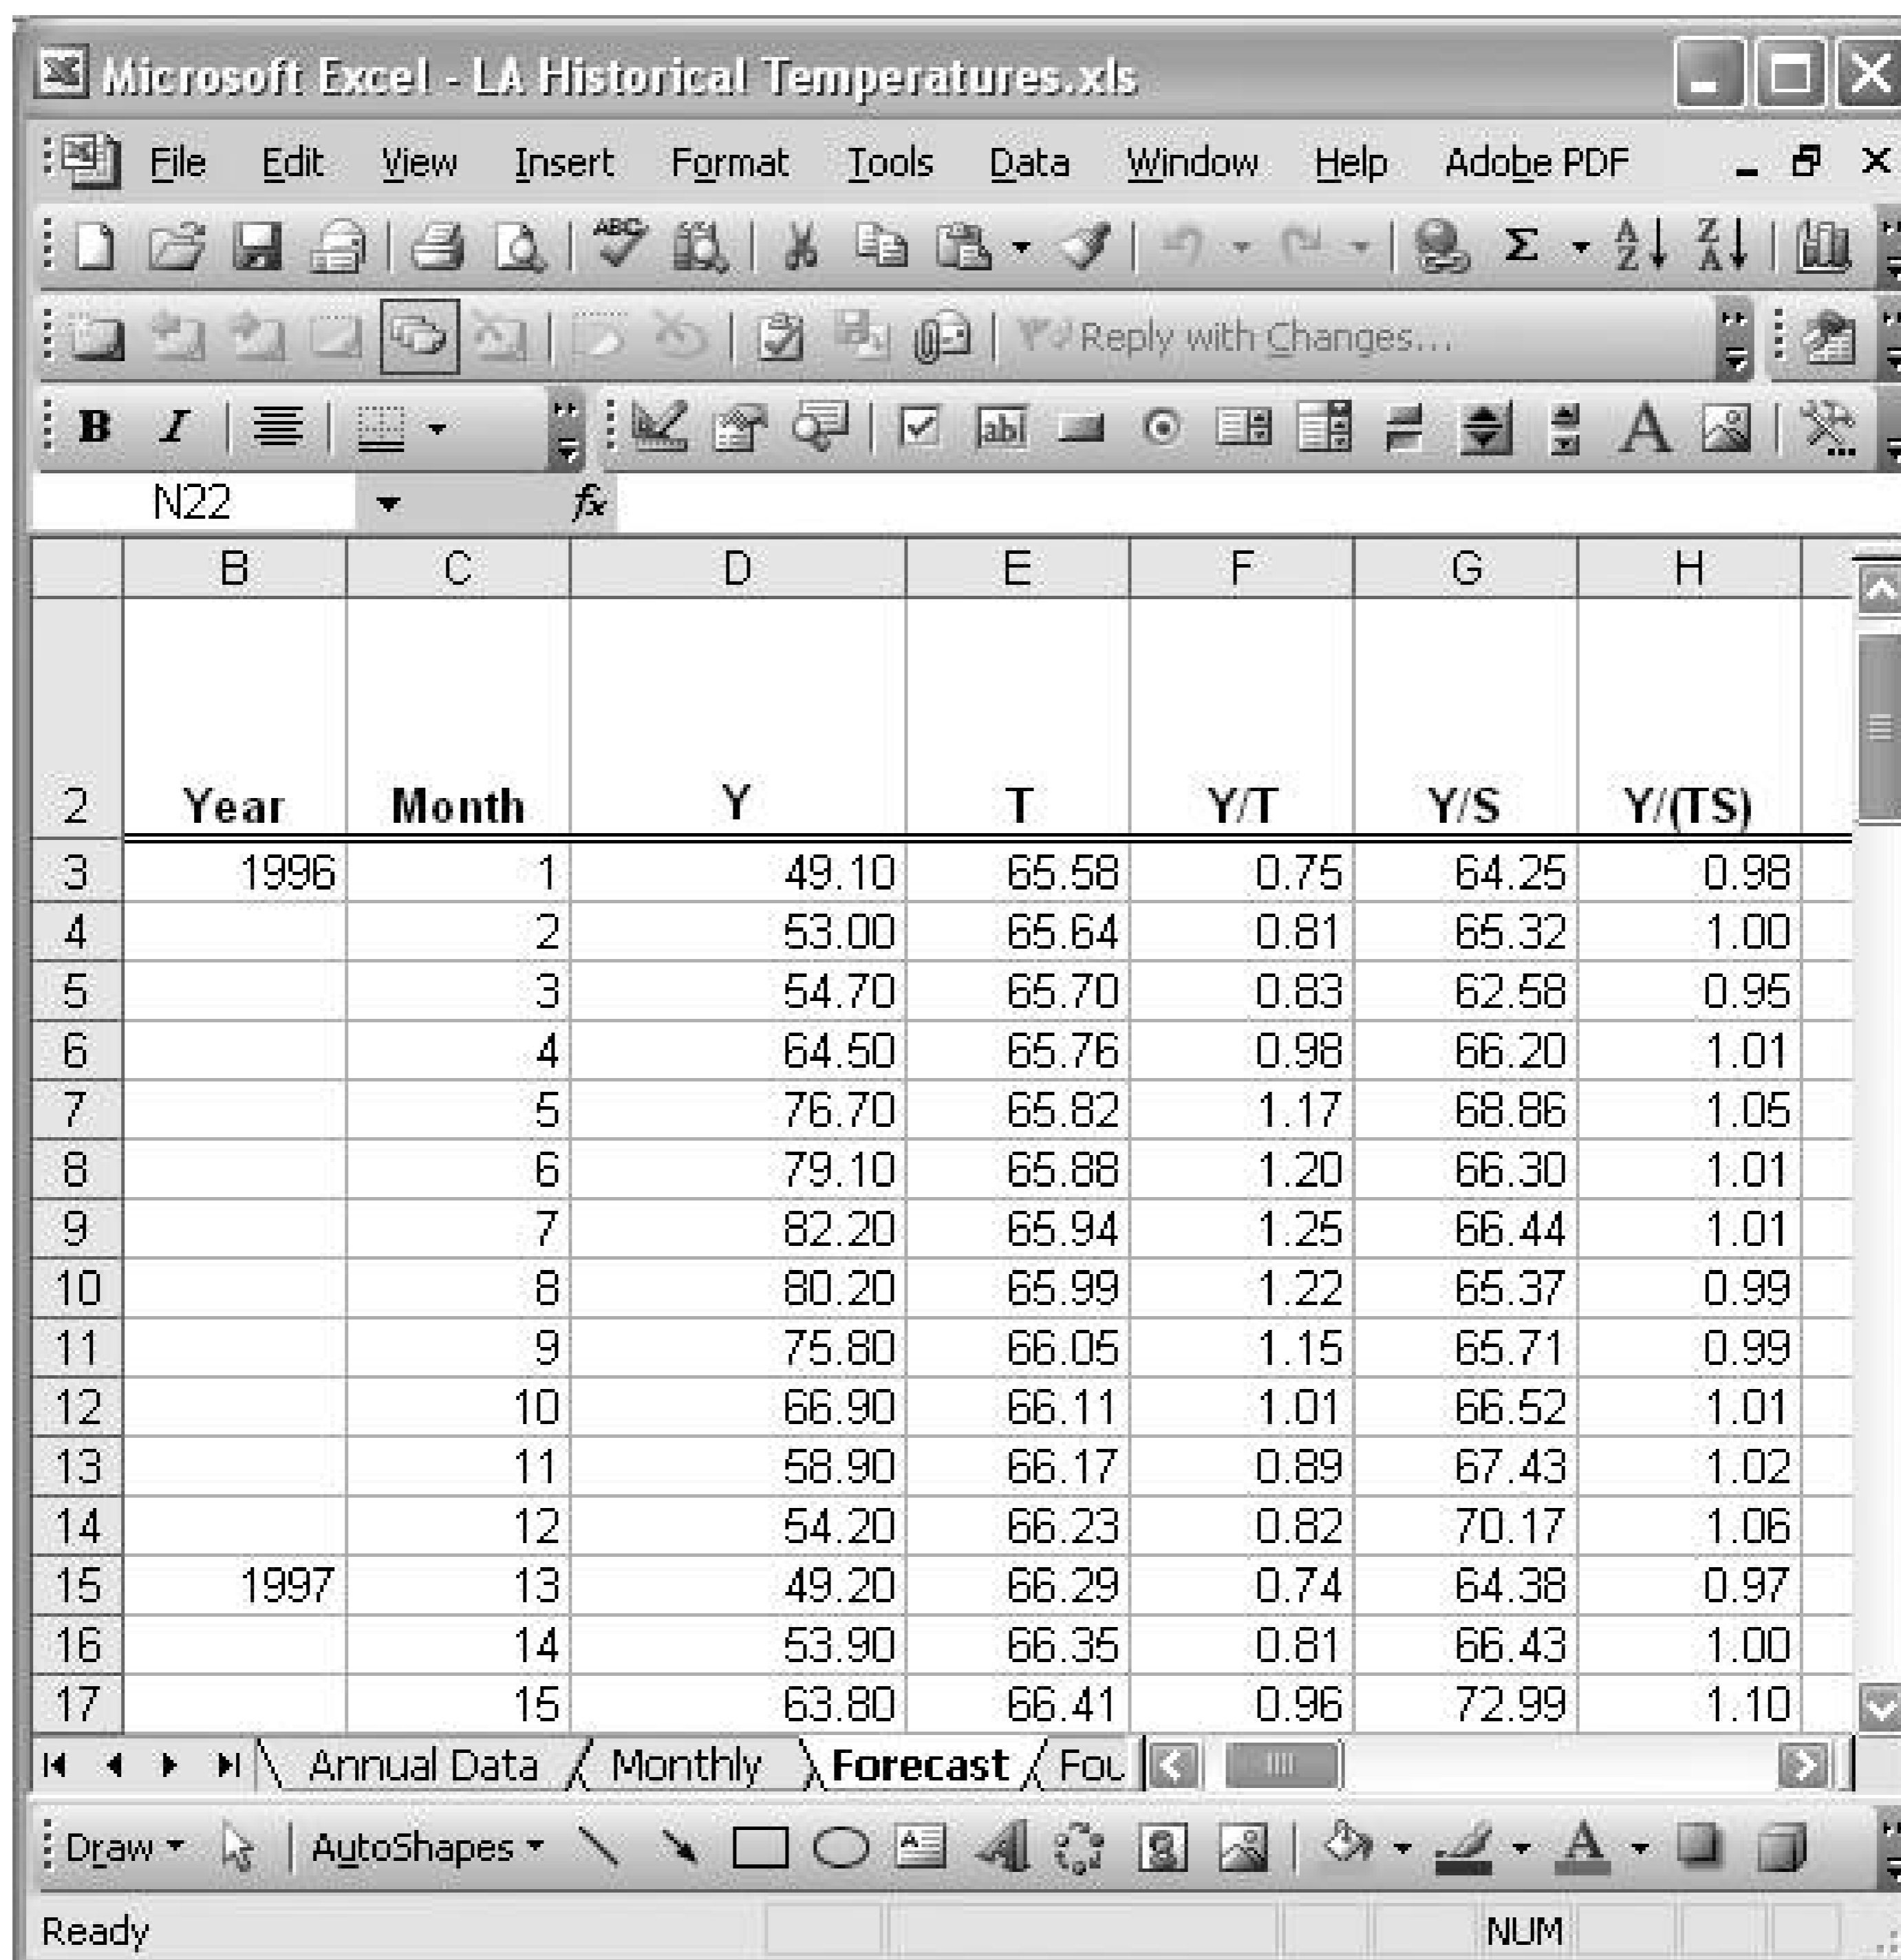 Microsoft Excel - LA Historical Temperatures.xls
File Edit View Insert Format Tools Data Window Help Adobe PDF
ABC Σ A Z Z A
Reply with Changes...
B I abl A
N22 fx
B C D E F G H
2 Year Month Y T Y/T Y/S Y/(TS)
3 1996 1 49.10 65.58 0.75 64.25 0.98
4 2 53.00 65.64 0.81 65.32 1.00
5 3 54.70 65.70 0.83 62.58 0.95
6 4 64.50 65.76 0.98 66.20 1.01
7 5 76.70 65.82 1.17 68.86 1.05
8 6 79.10 65.88 1.20 66.30 1.01
9 7 82.20 65.94 1.25 66.44 1.01
10 8 80.20 65.99 1.22 65.37 0.99
11 9 75.80 66.05 1.15 65.71 0.99
12 10 66.90 66.11 1.01 66.52 1.01
13 11 58.90 66.17 0.89 67.43 1.02
14 12 54.20 66.23 0.82 70.17 1.06
15 1997 13 49.20 66.29 0.74 64.38 0.97
16 14 53.90 66.35 0.81 66.43 1.00
17 15 63.80 66.41 0.96 72.99 1.10
Annual Data Monthly Forecast Fou
Draw AutoShapes A A A
Ready NUM